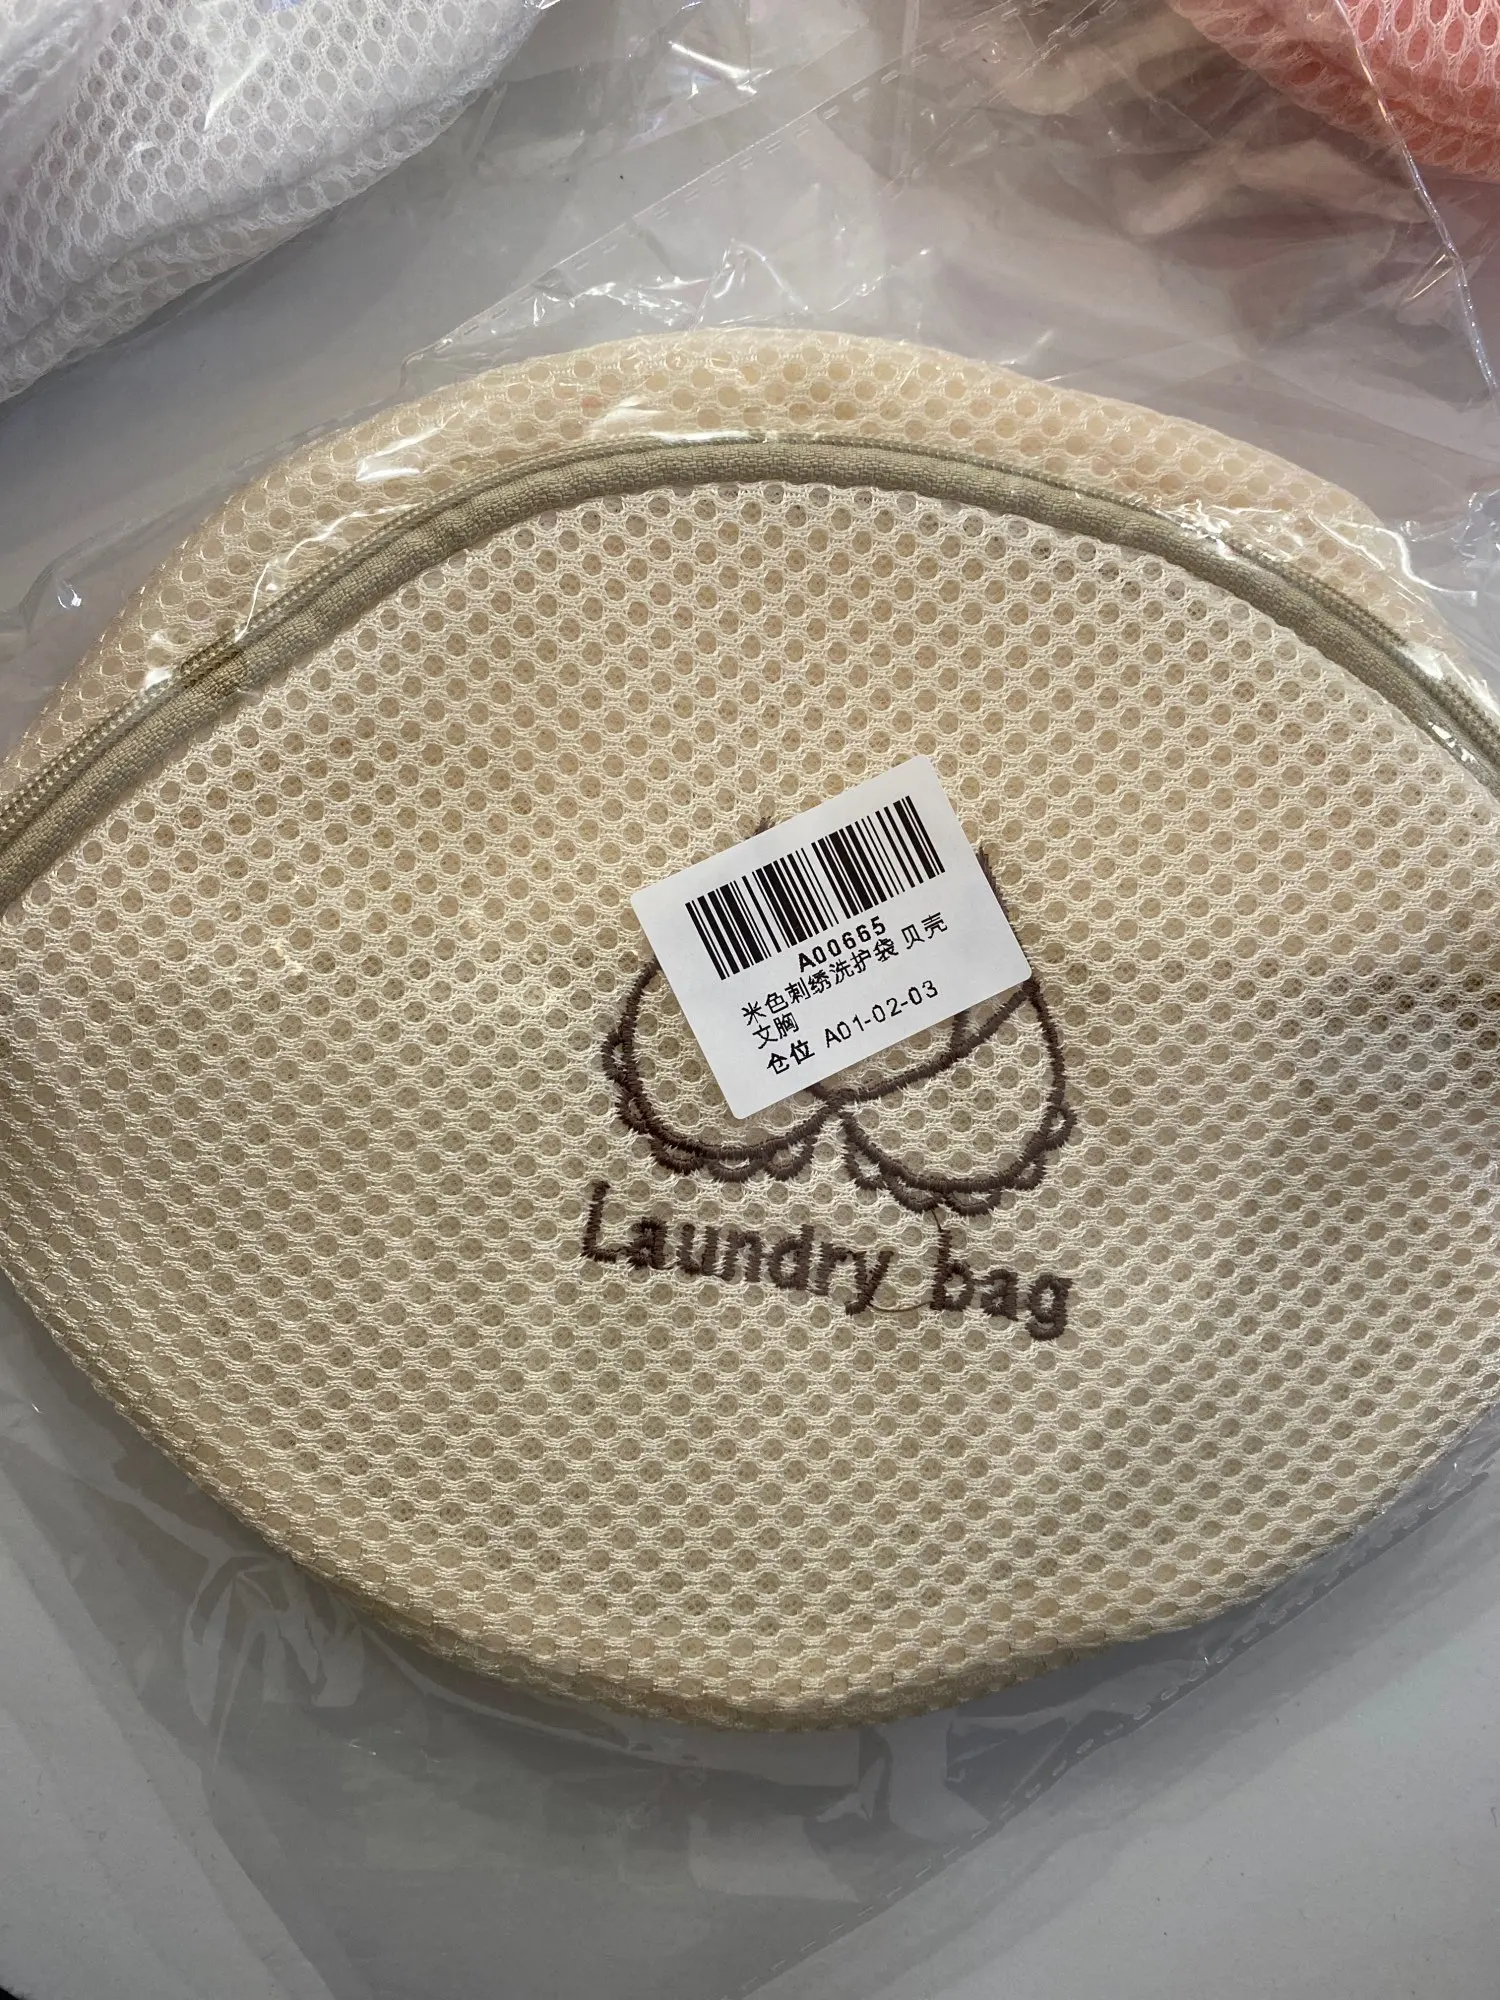 A00665
米色刺绣洗护袋 贝壳
文胸
仓位 A01-02-03
Laundry bag